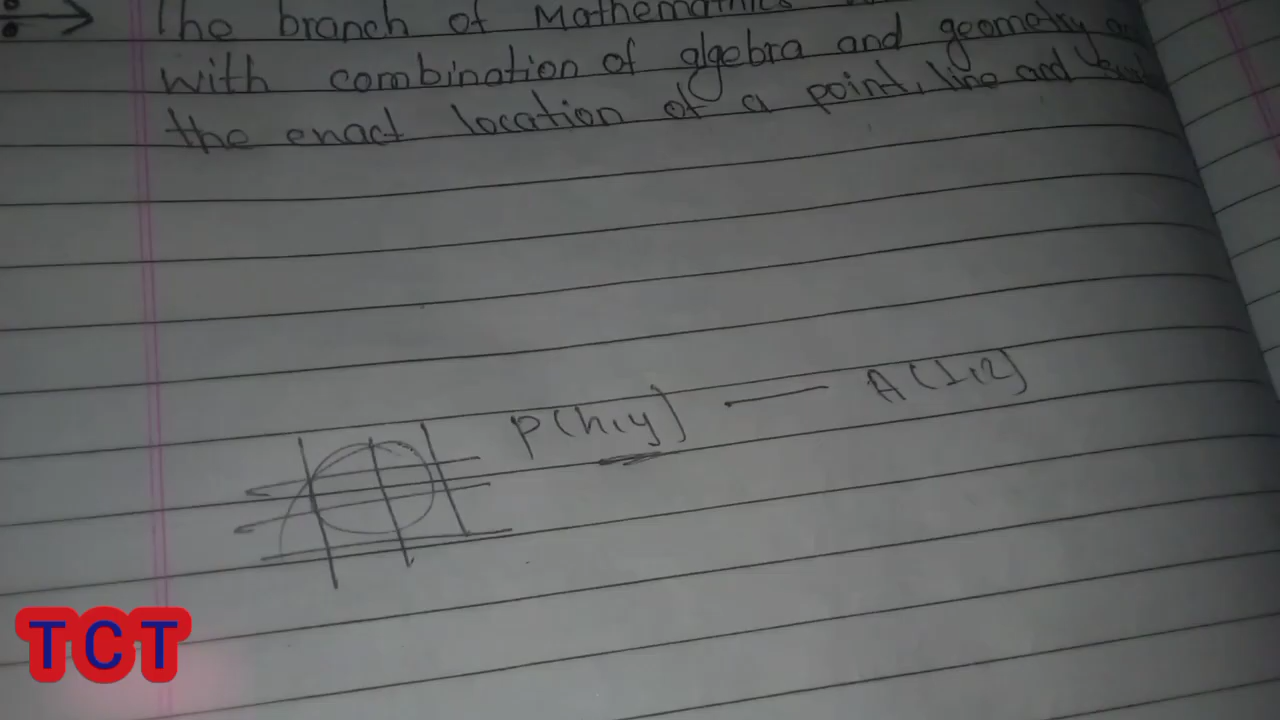 The branch of Mathematics
with combination of algebra and geometry
the enact location of a point, line and
P(h,y) — A(1,2)
TCT